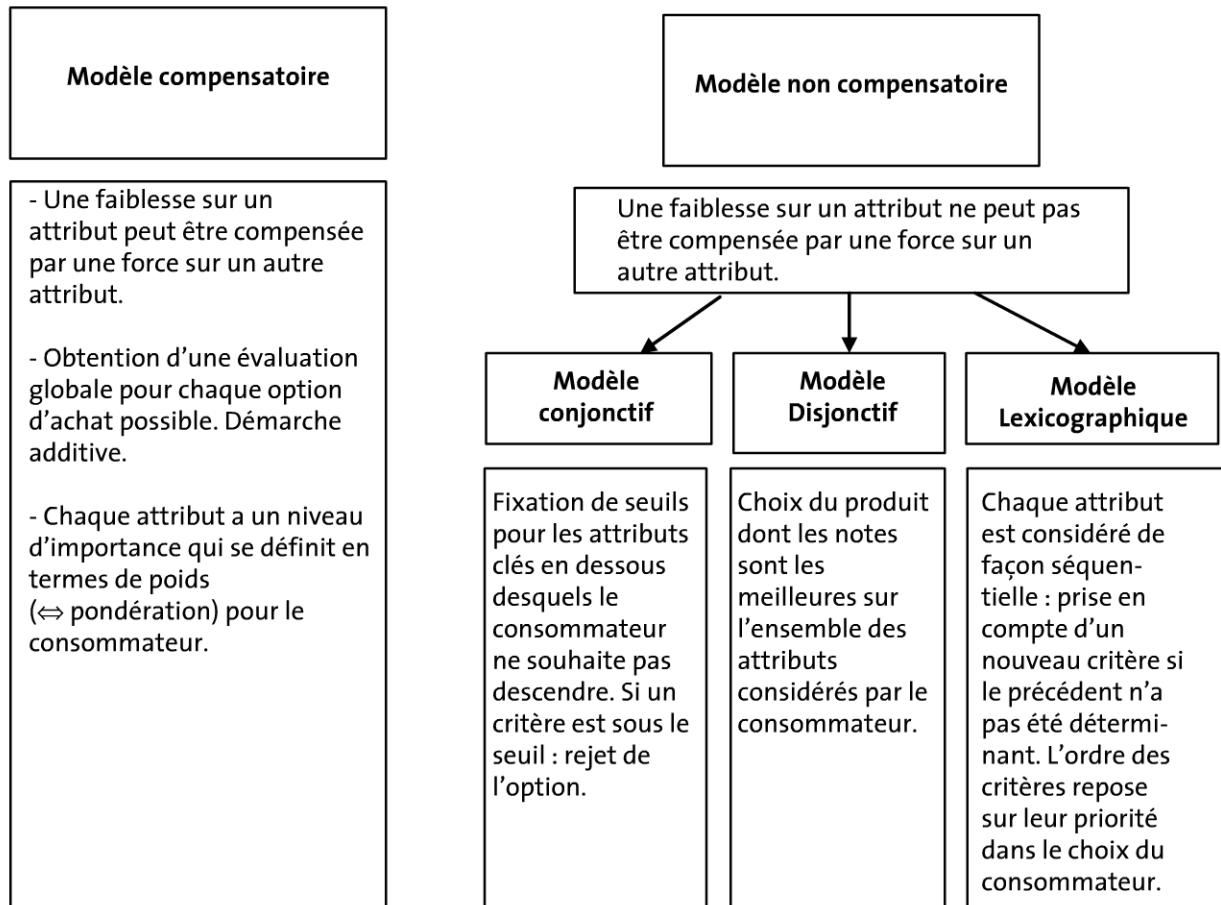 Modèle compensatoire
- Une faiblesse sur un
attribut peut être compensée
par une force sur un autre
attribut.
- Obtention d’une évaluation
globale pour chaque option
d’achat possible. Démarche
additive.
- Chaque attribut a un niveau
d’importance qui se définit en
termes de poids
(⇔ pondération) pour le
consommateur.
Modèle non compensatoire
Une faiblesse sur un attribut ne peut pas
être compensée par une force sur un
autre attribut.
Modèle
conjonctif
Fixation de seuils
pour les attributs
clés en dessous
desquels le
consommateur
ne souhaite pas
descendre. Si un
critère est sous le
seuil : rejet de
l’option.
Modèle
Disjonctif
Choix du produit
dont les notes
sont les
meilleures sur
l’ensemble des
attributs
considérés par le
consommateur.
Modèle
Lexicographique
Chaque attribut
est considéré de
façon séquen-
tielle : prise en
compte d’un
nouveau critère si
le précédent n’a
pas été détermi-
nant. L’ordre des
critères repose
sur leur priorité
dans le choix du
consommateur.